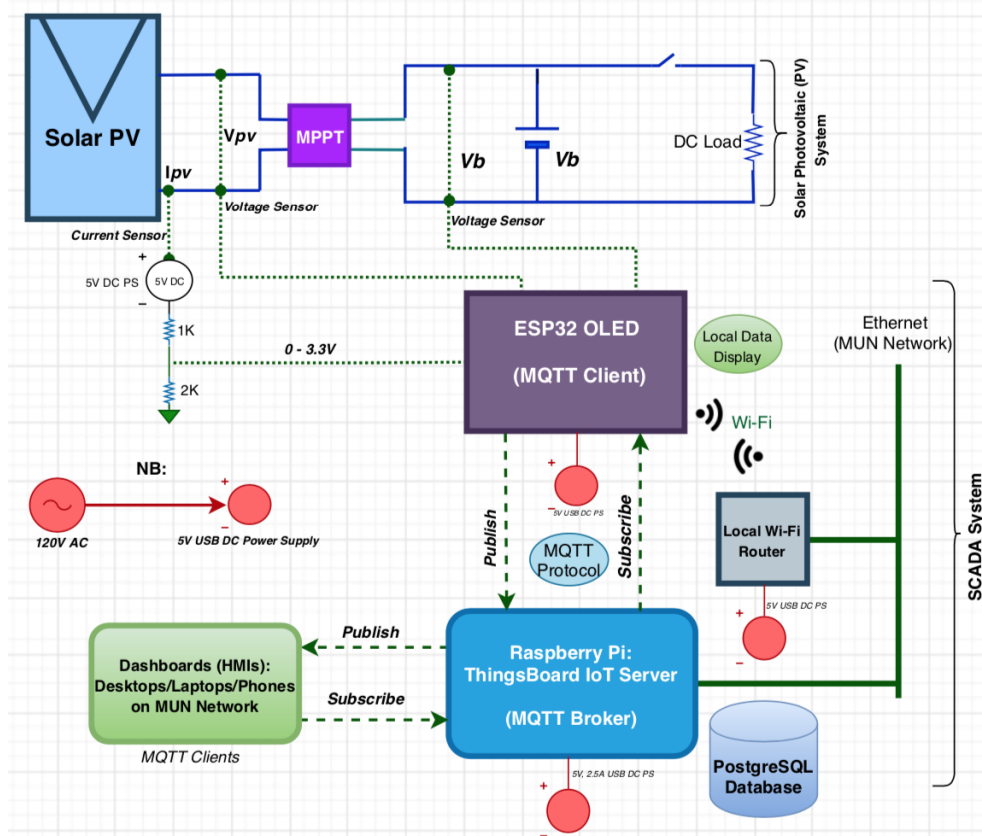 Solar PV
Vpv
Ipv
MPPT
Vb
Vb
DC Load
Solar Photovoltaic (PV)
System
Voltage Sensor
Voltage Sensor
Current Sensor
+
5V DC PS
5V DC
–
1K
2K
0 - 3.3V
ESP32 OLED
(MQTT Client)
Local Data
Display
Ethernet
(MUN Network)
Wi-Fi
SCADA System
NB:
+
–
120V AC
5V USB DC Power Supply
+
–
5V USB DC PS
Publish
MQTT
Protocol
Subscribe
Local Wi-Fi
Router
5V USB DC PS
+
–
Dashboards (HMIs):
Desktops/Laptops/Phones
on MUN Network
MQTT Clients
Publish
Subscribe
Raspberry Pi:
ThingsBoard IoT Server
(MQTT Broker)
5V, 2.5A USB DC PS
+
–
PostgreSQL
Database